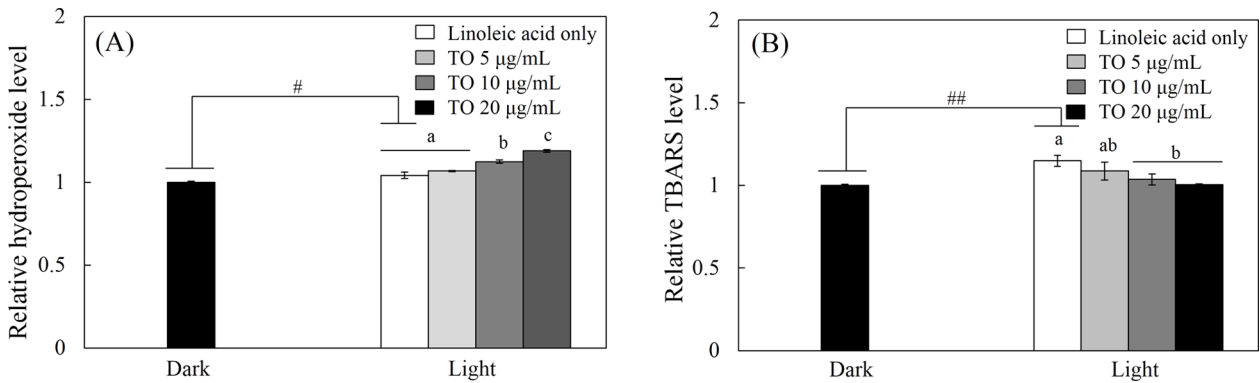 (A)
Linoleic acid only
TO 5 μg/mL
TO 10 μg/mL
TO 20 μg/mL
#
a
b
c
2
1.5
1
0.5
0
Relative hydroperoxide level
Dark
Light
(B)
Linoleic acid only
TO 5 μg/mL
TO 10 μg/mL
TO 20 μg/mL
##
a
ab
b
2
1.5
1
0.5
0
Relative TBARS level
Dark
Light